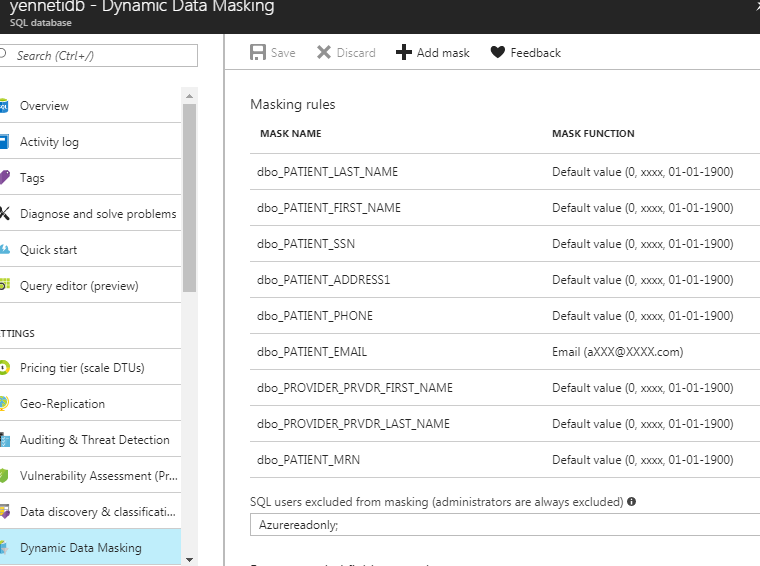 yennetidb - Dynamic Data Masking
SQL database
Search (Ctrl+/)
Overview
Activity log
Tags
Diagnose and solve problems
Quick start
Query editor (preview)
TTINGS
Pricing tier (scale DTUs)
Geo-Replication
Auditing & Threat Detection
Vulnerability Assessment (Pr...
Data discovery & classificati...
Dynamic Data Masking
Save Discard Add mask Feedback
Masking rules
MASK NAME MASK FUNCTION
dbo_PATIENT_LAST_NAME Default value (0, xxxx, 01-01-1900)
dbo_PATIENT_FIRST_NAME Default value (0, xxxx, 01-01-1900)
dbo_PATIENT_SSN Default value (0, xxxx, 01-01-1900)
dbo_PATIENT_ADDRESS1 Default value (0, xxxx, 01-01-1900)
dbo_PATIENT_PHONE Default value (0, xxxx, 01-01-1900)
dbo_PATIENT_EMAIL Email (aXXX@XXXX.com)
dbo_PROVIDER_PRVDR_FIRST_NAME Default value (0, xxxx, 01-01-1900)
dbo_PROVIDER_PRVDR_LAST_NAME Default value (0, xxxx, 01-01-1900)
dbo_PATIENT_MRN Default value (0, xxxx, 01-01-1900)
SQL users excluded from masking (administrators are always excluded)
Azurereadonly;